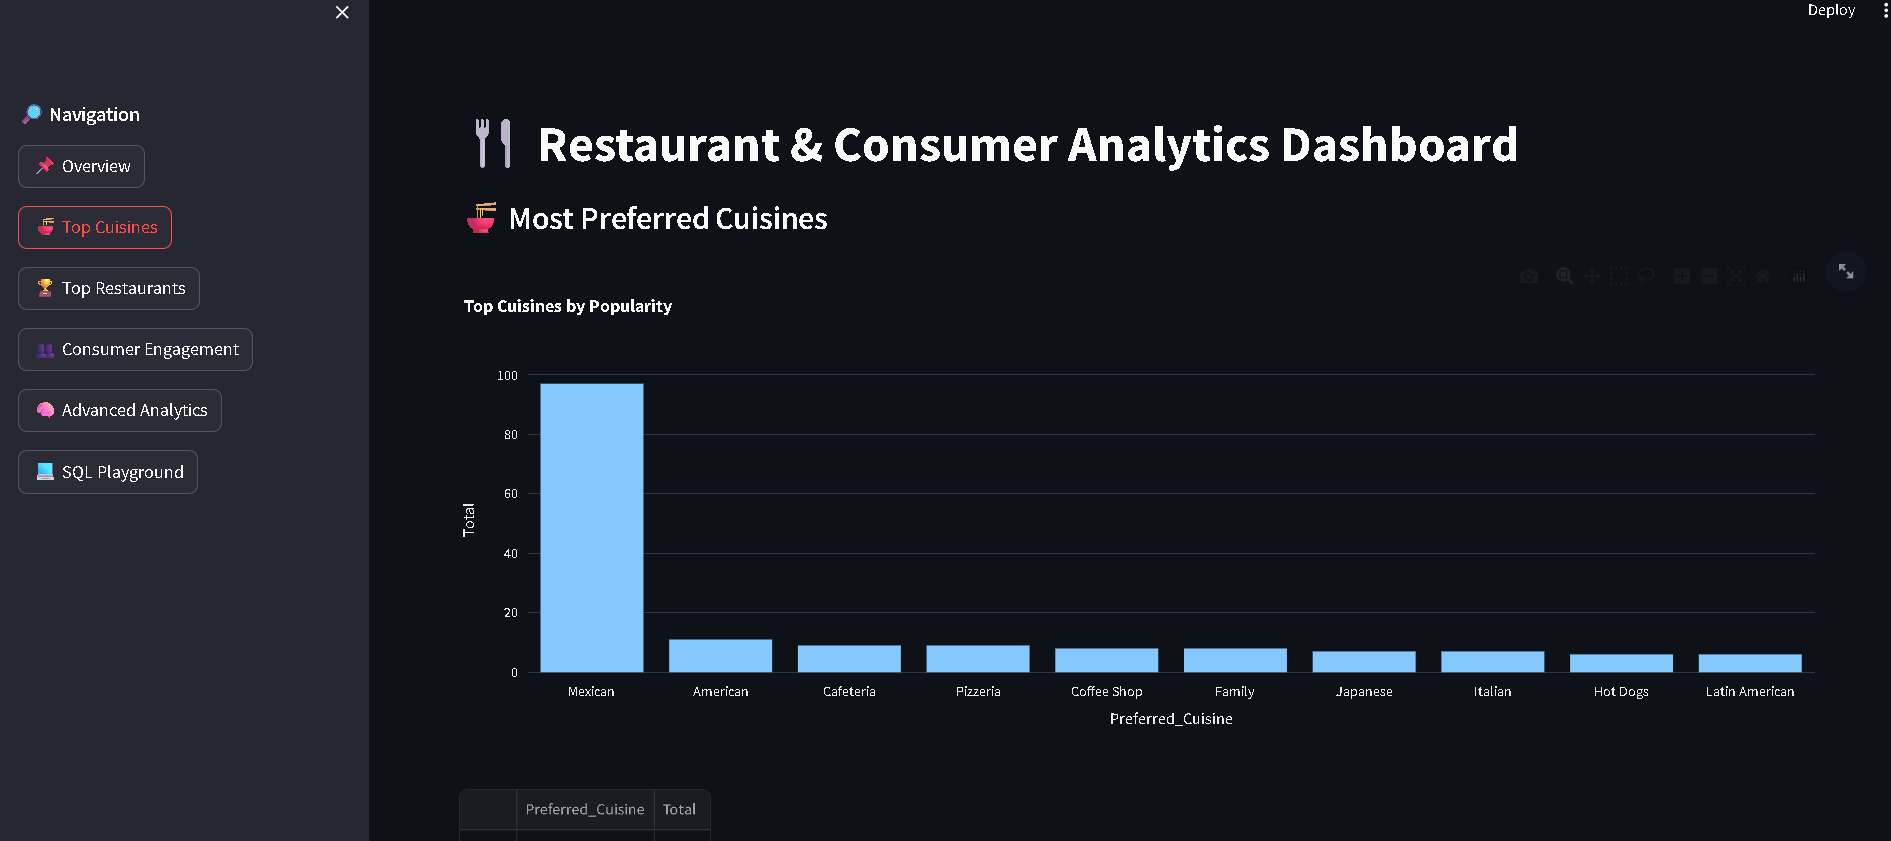 Deploy
Navigation
Overview
Top Cuisines
Top Restaurants
Consumer Engagement
Advanced Analytics
SQL Playground
Restaurant & Consumer Analytics Dashboard
Most Preferred Cuisines
Top Cuisines by Popularity
100
80
60
40
20
0
Total
Mexican American Cafeteria Pizzeria Coffee Shop Family Japanese Italian Hot Dogs Latin American
Preferred_Cuisine
Preferred_Cuisine Total